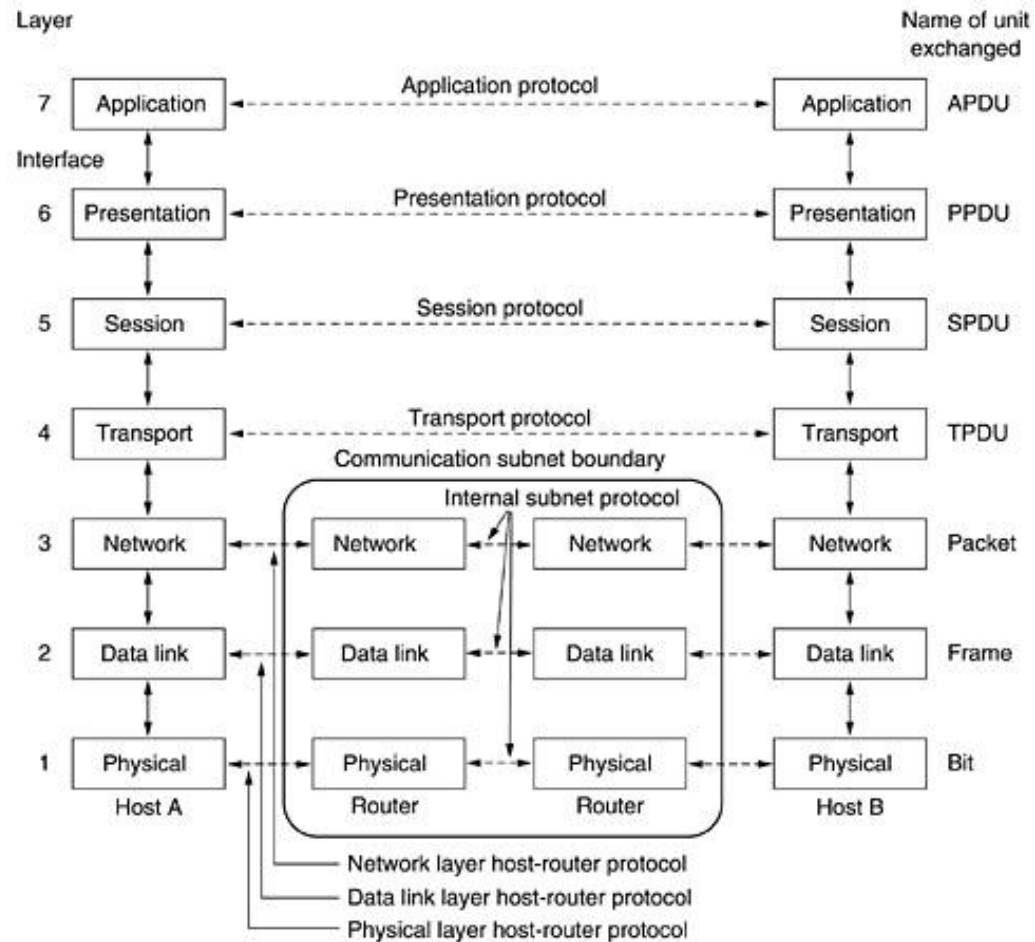 Layer
Name of unit
exchanged
7
Application
Application protocol
Application
APDU
Interface
6
Presentation
Presentation protocol
Presentation
PPDU
5
Session
Session protocol
Session
SPDU
4
Transport
Transport protocol
Transport
TPDU
Communication subnet boundary
Internal subnet protocol
3
Network
Network
Network
Network
Packet
2
Data link
Data link
Data link
Data link
Frame
1
Physical
Physical
Physical
Physical
Bit
Host A
Router
Router
Host B
Network layer host-router protocol
Data link layer host-router protocol
Physical layer host-router protocol